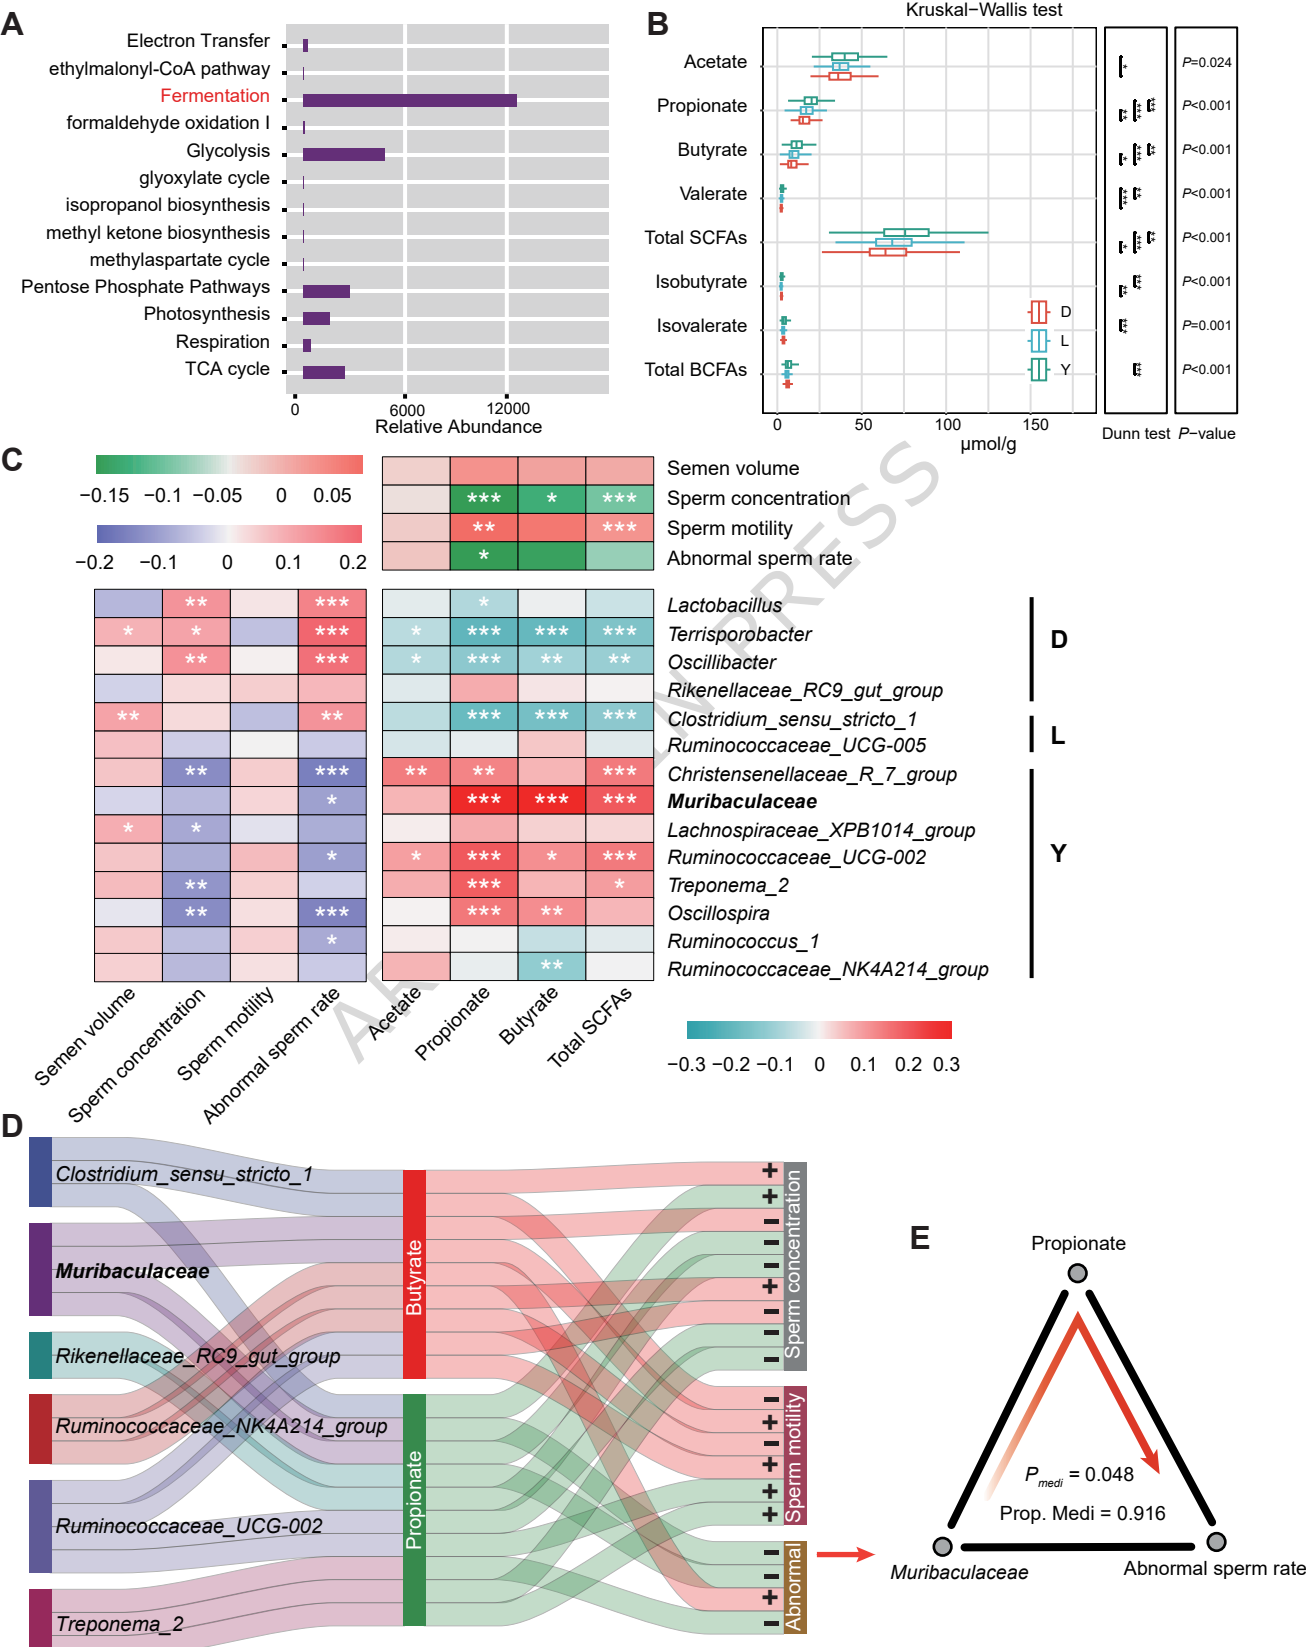 A
Electron Transfer
ethylmalonyl-CoA pathway
Fermentation
formaldehyde oxidation I
Glycolysis
glyoxylate cycle
isopropanol biosynthesis
methyl ketone biosynthesis
methylaspartate cycle
Pentose Phosphate Pathways
Photosynthesis
Respiration
TCA cycle
0 6000 12000
Relative Abundance
B
Kruskal−Wallis test
Acetate * P=0.024
Propionate ** *** *** P<0.001
Butyrate * *** ** P<0.001
Valerate *** ** P<0.001
Total SCFAs * *** ** P<0.001
Isobutyrate ** ** P<0.001
Isovalerate *** P=0.001
Total BCFAs *** P<0.001
D
L
Y
0 50 100 150
µmol/g
Dunn test P−value
C
−0.15 −0.1 −0.05 0 0.05
−0.2 −0.1 0 0.1 0.2
Semen volume
*** * *** Sperm concentration
** *** Sperm motility
* Abnormal sperm rate
** *** * Lactobacillus
* * *** * *** *** *** Terrisporobacter
** *** * *** ** ** Oscillibacter
Rikenellaceae_RC9_gut_group
** ** *** *** *** Clostridium_sensu_stricto_1
Ruminococcaceae_UCG-005
** *** ** ** *** Christensenellaceae_R_7_group
* *** *** *** Muribaculaceae
* * Lachnospiraceae_XPB1014_group
* * *** * *** Ruminococcaceae_UCG-002
** *** * Treponema_2
** *** *** ** Oscillospira
* Ruminococcus_1
** Ruminococcaceae_NK4A214_group
D
L
Y
Semen volume
Sperm concentration
Sperm motility
Abnormal sperm rate
Acetate
Propionate
Butyrate
Total SCFAs
−0.3 −0.2 −0.1 0 0.1 0.2 0.3
D
Clostridium_sensu_stricto_1
Muribaculaceae
Rikenellaceae_RC9_gut_group
Ruminococcaceae_NK4A214_group
Ruminococcaceae_UCG-002
Treponema_2
Butyrate
Propionate
+
+
−
−
−
+
−
−
−
Sperm concentration
−
+
−
+
+
+
Sperm motility
−
−
+
−
Abnormal
E
Propionate
Pmedi = 0.048
Prop. Medi = 0.916
Muribaculaceae
Abnormal sperm rate